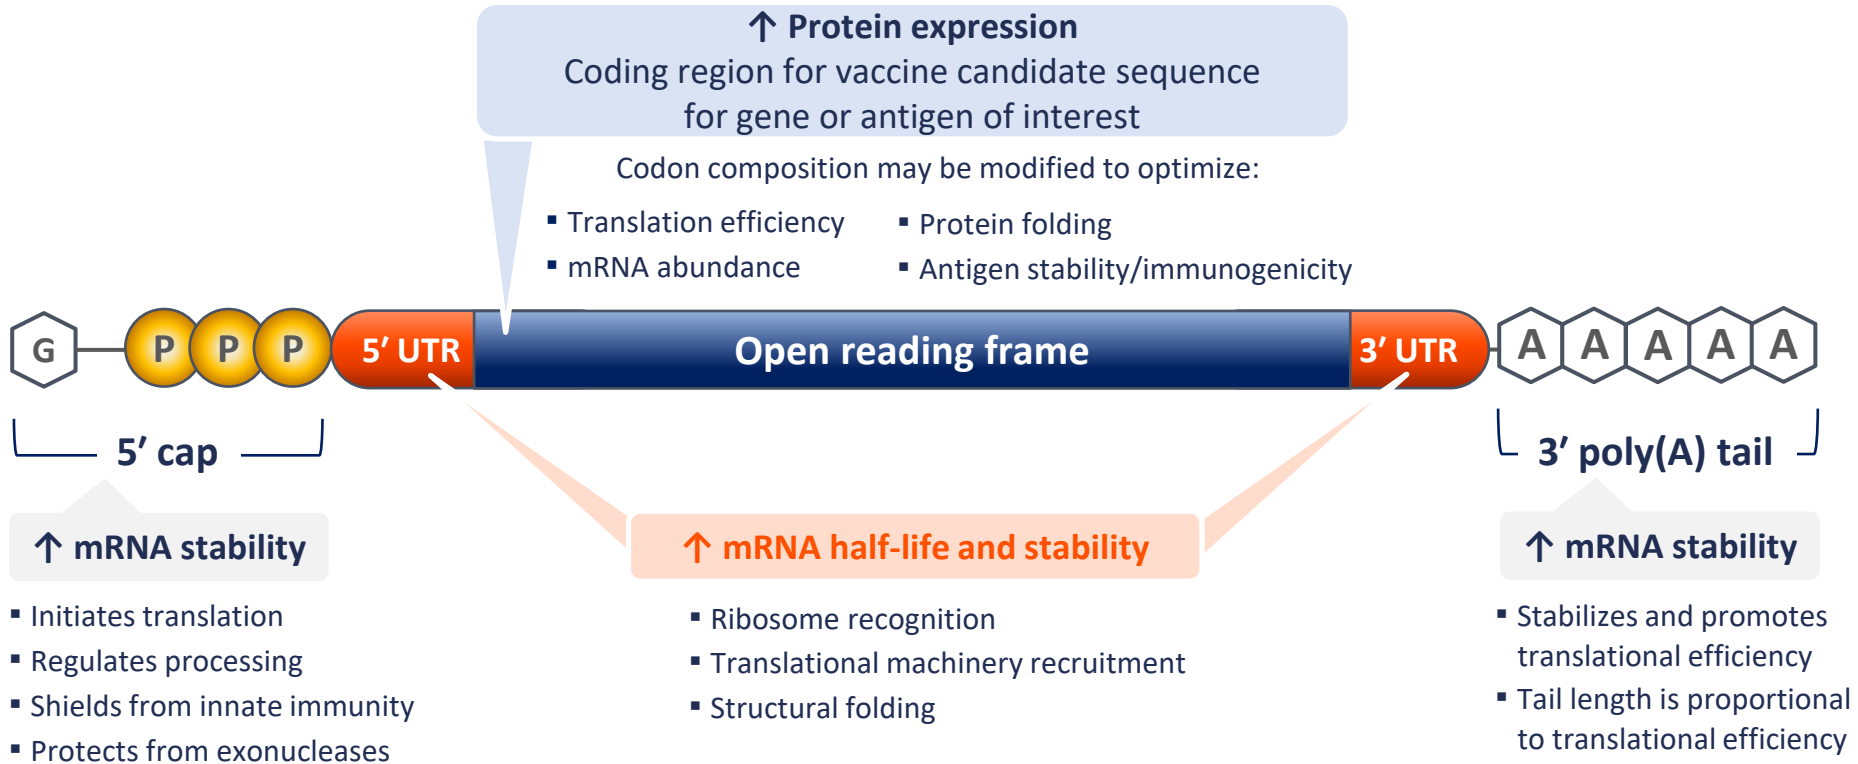 ↑ Protein expression
Coding region for vaccine candidate sequence
for gene or antigen of interest
Codon composition may be modified to optimize:
▪ Translation efficiency
▪ mRNA abundance
▪ Protein folding
▪ Antigen stability/immunogenicity
G P P P 5′ UTR Open reading frame 3′ UTR A A A A A
5′ cap
↑ mRNA stability
▪ Initiates translation
▪ Regulates processing
▪ Shields from innate immunity
▪ Protects from exonucleases
↑ mRNA half-life and stability
▪ Ribosome recognition
▪ Translational machinery recruitment
▪ Structural folding
3′ poly(A) tail
↑ mRNA stability
▪ Stabilizes and promotes
translational efficiency
▪ Tail length is proportional
to translational efficiency